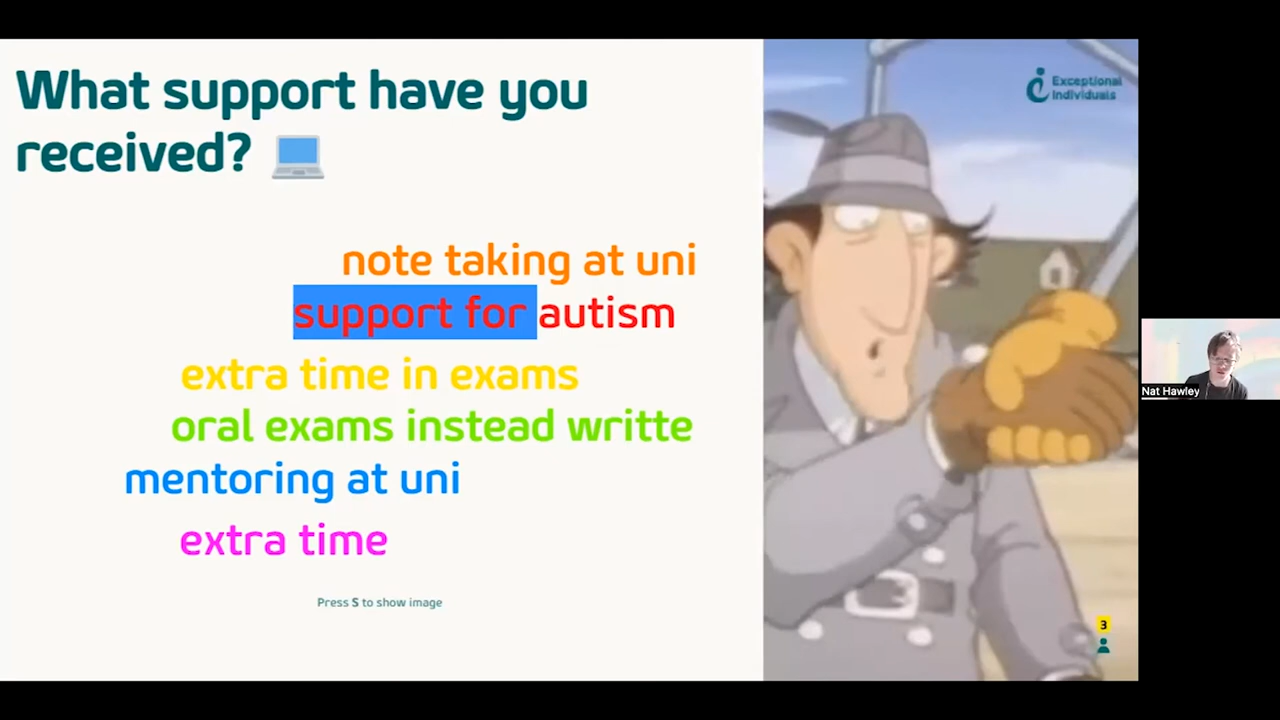 What support have you
received?
note taking at uni
support for autism
extra time in exams
oral exams instead writte
mentoring at uni
extra time
Press S to show image
Exceptional
Individuals
3
Nat Hawley